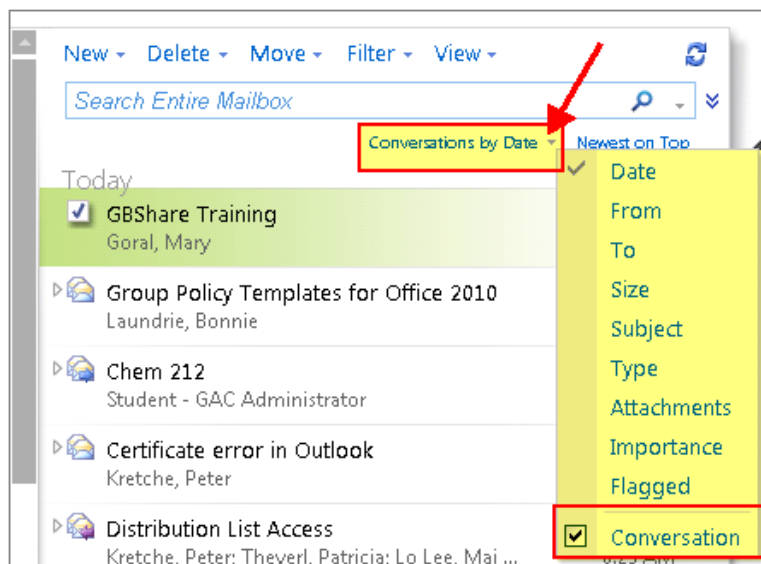 New Delete Move Filter View
Search Entire Mailbox
Conversations by Date Newest on Top
Today
GBShare Training
Goral, Mary
Group Policy Templates for Office 2010
Laundrie, Bonnie
Chem 212
Student - GAC Administrator
Certificate error in Outlook
Kretche, Peter
Distribution List Access
Kretche, Peter; Theyerl, Patricia; Lo Lee, Mai ...
Date
From
To
Size
Subject
Type
Attachments
Importance
Flagged
Conversation